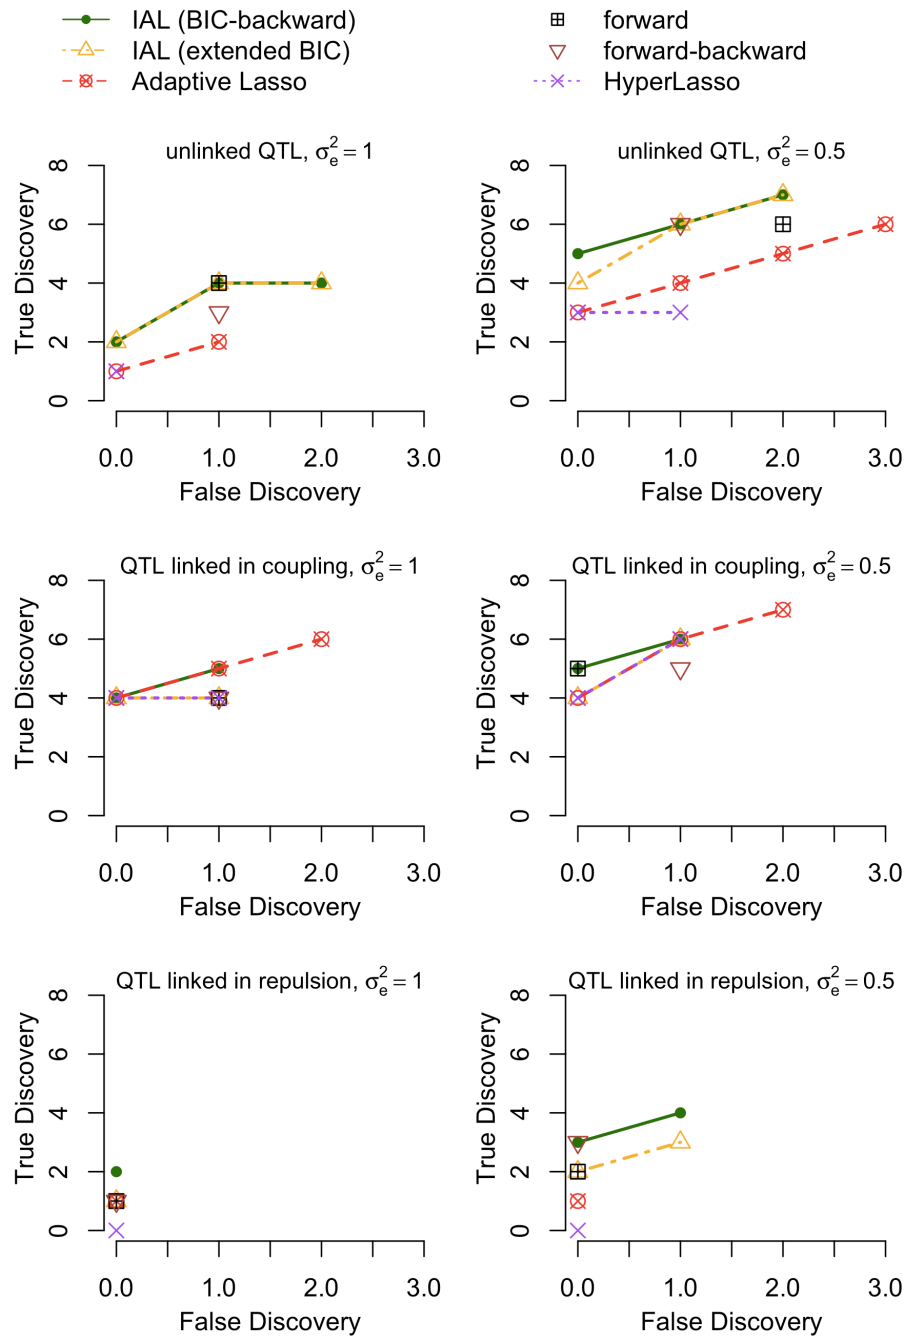 IAL (BIC-backward)
IAL (extended BIC)
Adaptive Lasso
forward
forward-backward
HyperLasso
unlinked QTL, σ²ₑ = 1
True Discovery
0 2 4 6 8
0.0 1.0 2.0 3.0
False Discovery
unlinked QTL, σ²ₑ = 0.5
True Discovery
0 2 4 6 8
0.0 1.0 2.0 3.0
False Discovery
QTL linked in coupling, σ²ₑ = 1
True Discovery
0 2 4 6 8
0.0 1.0 2.0 3.0
False Discovery
QTL linked in coupling, σ²ₑ = 0.5
True Discovery
0 2 4 6 8
0.0 1.0 2.0 3.0
False Discovery
QTL linked in repulsion, σ²ₑ = 1
True Discovery
0 2 4 6 8
0.0 1.0 2.0 3.0
False Discovery
QTL linked in repulsion, σ²ₑ = 0.5
True Discovery
0 2 4 6 8
0.0 1.0 2.0 3.0
False Discovery